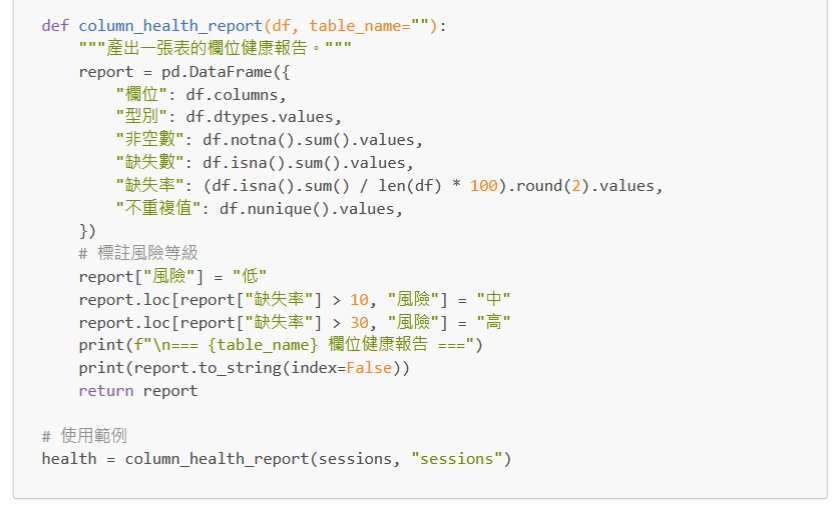 def column_health_report(df, table_name=""):
    """產出一張表的欄位健康報告。"""
    report = pd.DataFrame({
        "欄位": df.columns,
        "型別": df.dtypes.values,
        "非空數": df.notna().sum().values,
        "缺失數": df.isna().sum().values,
        "缺失率": (df.isna().sum() / len(df) * 100).round(2).values,
        "不重複值": df.nunique().values,
    })
    # 標註風險等級
    report["風險"] = "低"
    report.loc[report["缺失率"] > 10, "風險"] = "中"
    report.loc[report["缺失率"] > 30, "風險"] = "高"
    print(f"\n=== {table_name} 欄位健康報告 ===")
    print(report.to_string(index=False))
    return report

# 使用範例
health = column_health_report(sessions, "sessions")